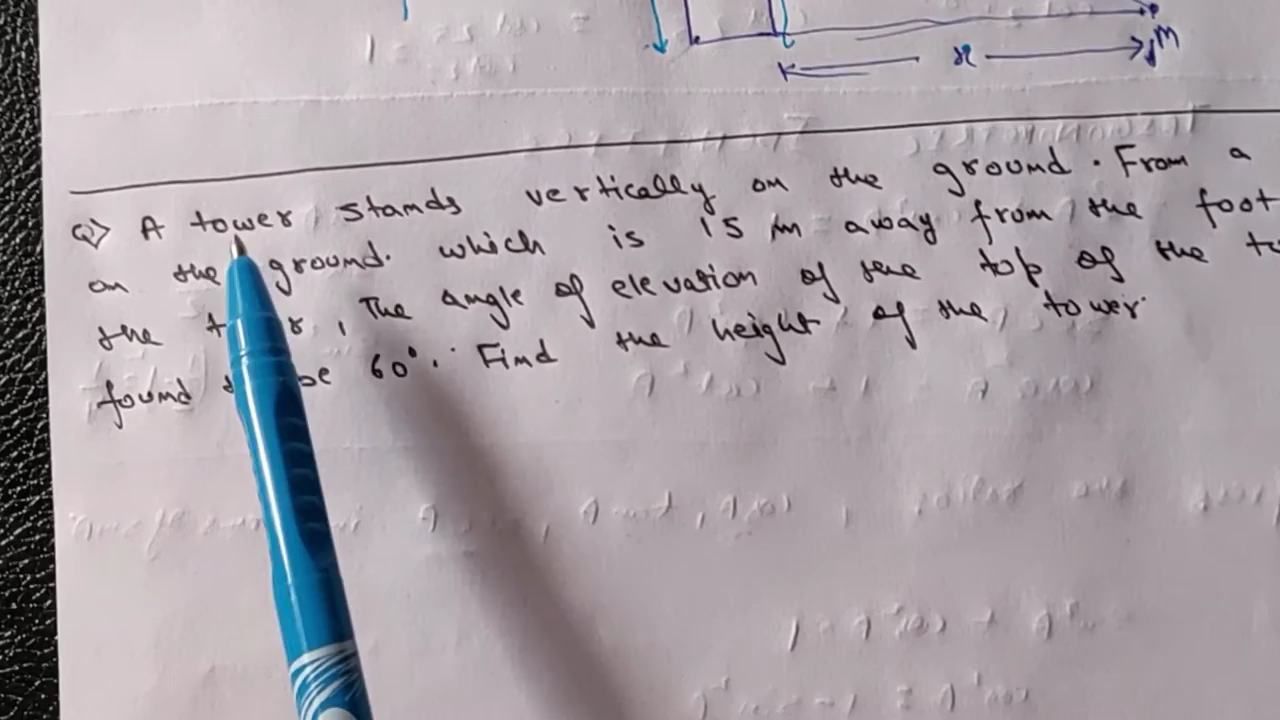 x
M
Q> A tower stands vertically on the ground. From a
on the ground. which is 15 m away from the foot
the , The angle of elevation of the top of the
found be 60°. Find the height of the tower